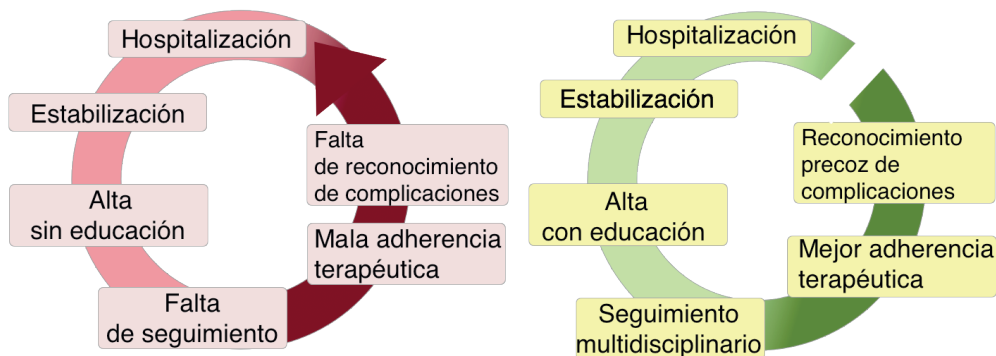 Hospitalización
Estabilización
Alta
sin educación
Falta
de seguimiento
Mala adherencia
terapéutica
Falta
de reconocimiento
de complicaciones
Hospitalización
Estabilización
Alta
con educación
Seguimiento
multidisciplinario
Mejor adherencia
terapéutica
Reconocimiento
precoz de
complicaciones